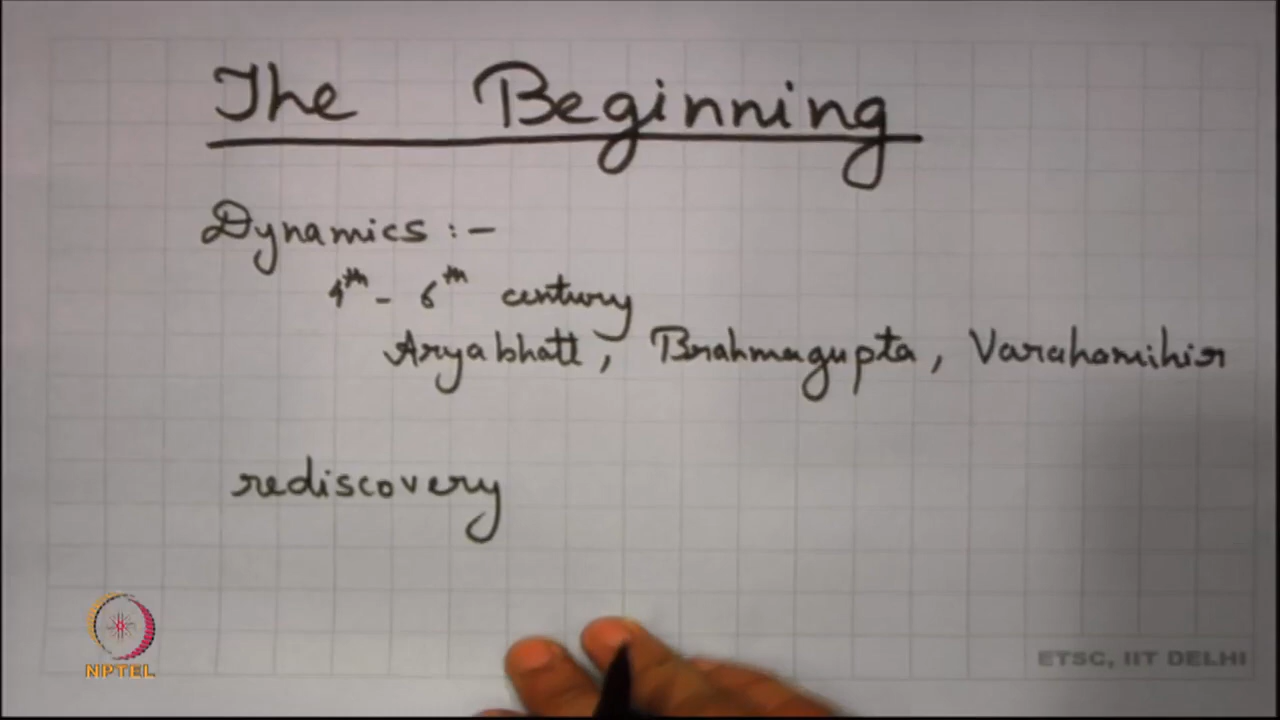 The Beginning
Dynamics :-
4th - 6th century
Aryabhatt, Brahmagupta, Varahamihir
rediscovery
NPTEL
ETSC, IIT DELHI